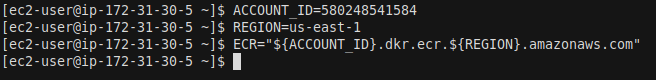 [ec2-user@ip-172-31-30-5 ~]$ ACCOUNT_ID=580248541584
[ec2-user@ip-172-31-30-5 ~]$ REGION=us-east-1
[ec2-user@ip-172-31-30-5 ~]$ ECR="${ACCOUNT_ID}.dkr.ecr.${REGION}.amazonaws.com"
[ec2-user@ip-172-31-30-5 ~]$